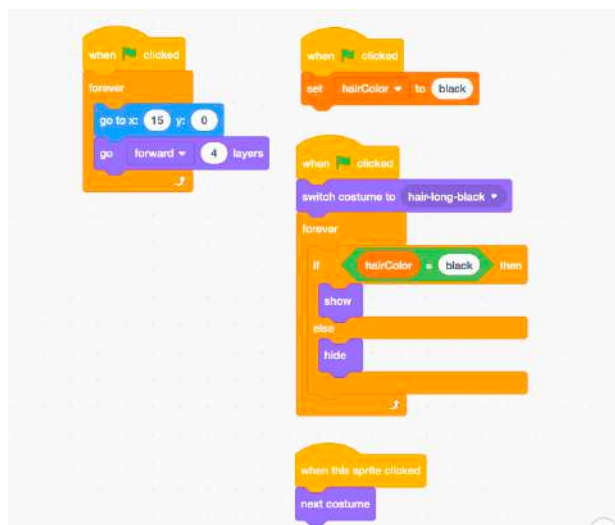 when clicked
forever
go to x: 15 y: 0
go forward 4 layers
when clicked
set hairColor to black
when clicked
switch costume to hair-long-black
forever
if hairColor = black then
show
else
hide
when this sprite clicked
next costume